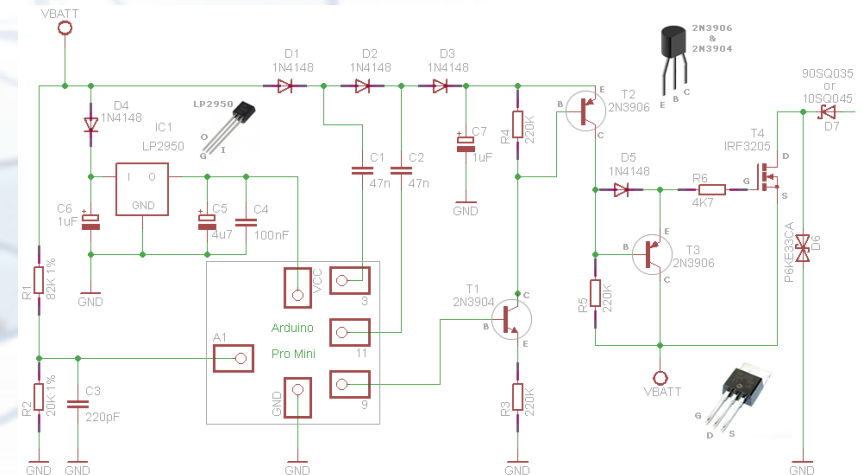 VBATT
D1
1N4148
D2
1N4148
D3
1N4148
2N3906
&
2N3904
E
B
C
D4
1N4148
LP2950
O
G
I
IC1
LP2950
I
O
GND
C6
1uF
+
C5
4u7
+
C4
100nF
GND
C1
47n
C2
47n
C7
1uF
+
GND
R4
220K
T2
2N3906
B
E
C
D5
1N4148
R6
4K7
T4
IRF3205
G
D
S
90SQ035
or
10SQ045
D7
D6
P6KE33CA
T3
2N3906
B
E
C
R5
220K
VBATT
G
D
S
R1
82K 1%
R2
20K 1%
C3
220pF
A1
VCC
3
11
9
Arduino
Pro Mini
GND
T1
2N3904
B
C
E
R3
220K
GND
GND
GND
GND
GND